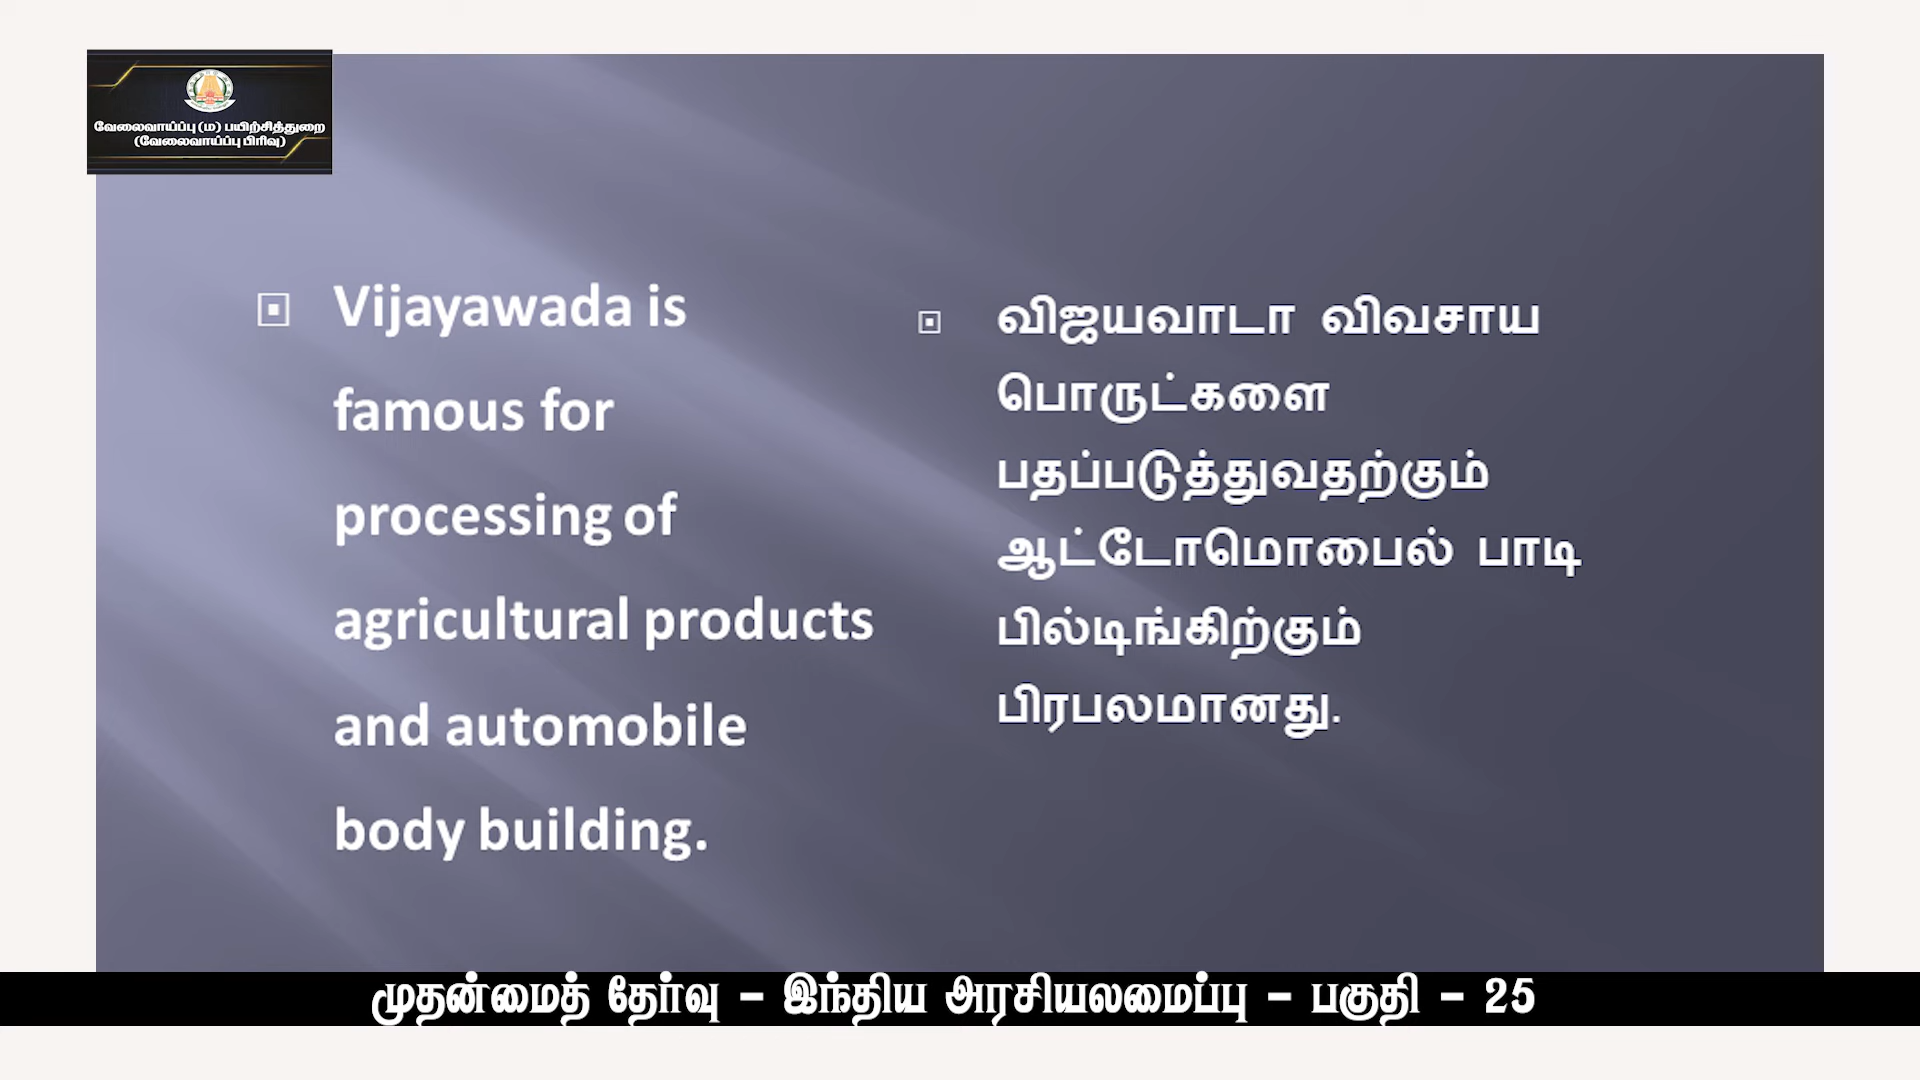 வேலைவாய்ப்பு (ம) பயிற்சித்துறை
(வேலைவாய்ப்பு பிரிவு)
Vijayawada is
famous for
processing of
agricultural products
and automobile
body building.
விஜயவாடா விவசாய
பொருட்களை
பதப்படுத்துவதற்கும்
ஆட்டோமொபைல் பாடி
பில்டிங்கிற்கும்
பிரபலமானது.
முதன்மைத் தேர்வு - இந்திய அரசியலமைப்பு - பகுதி - 25